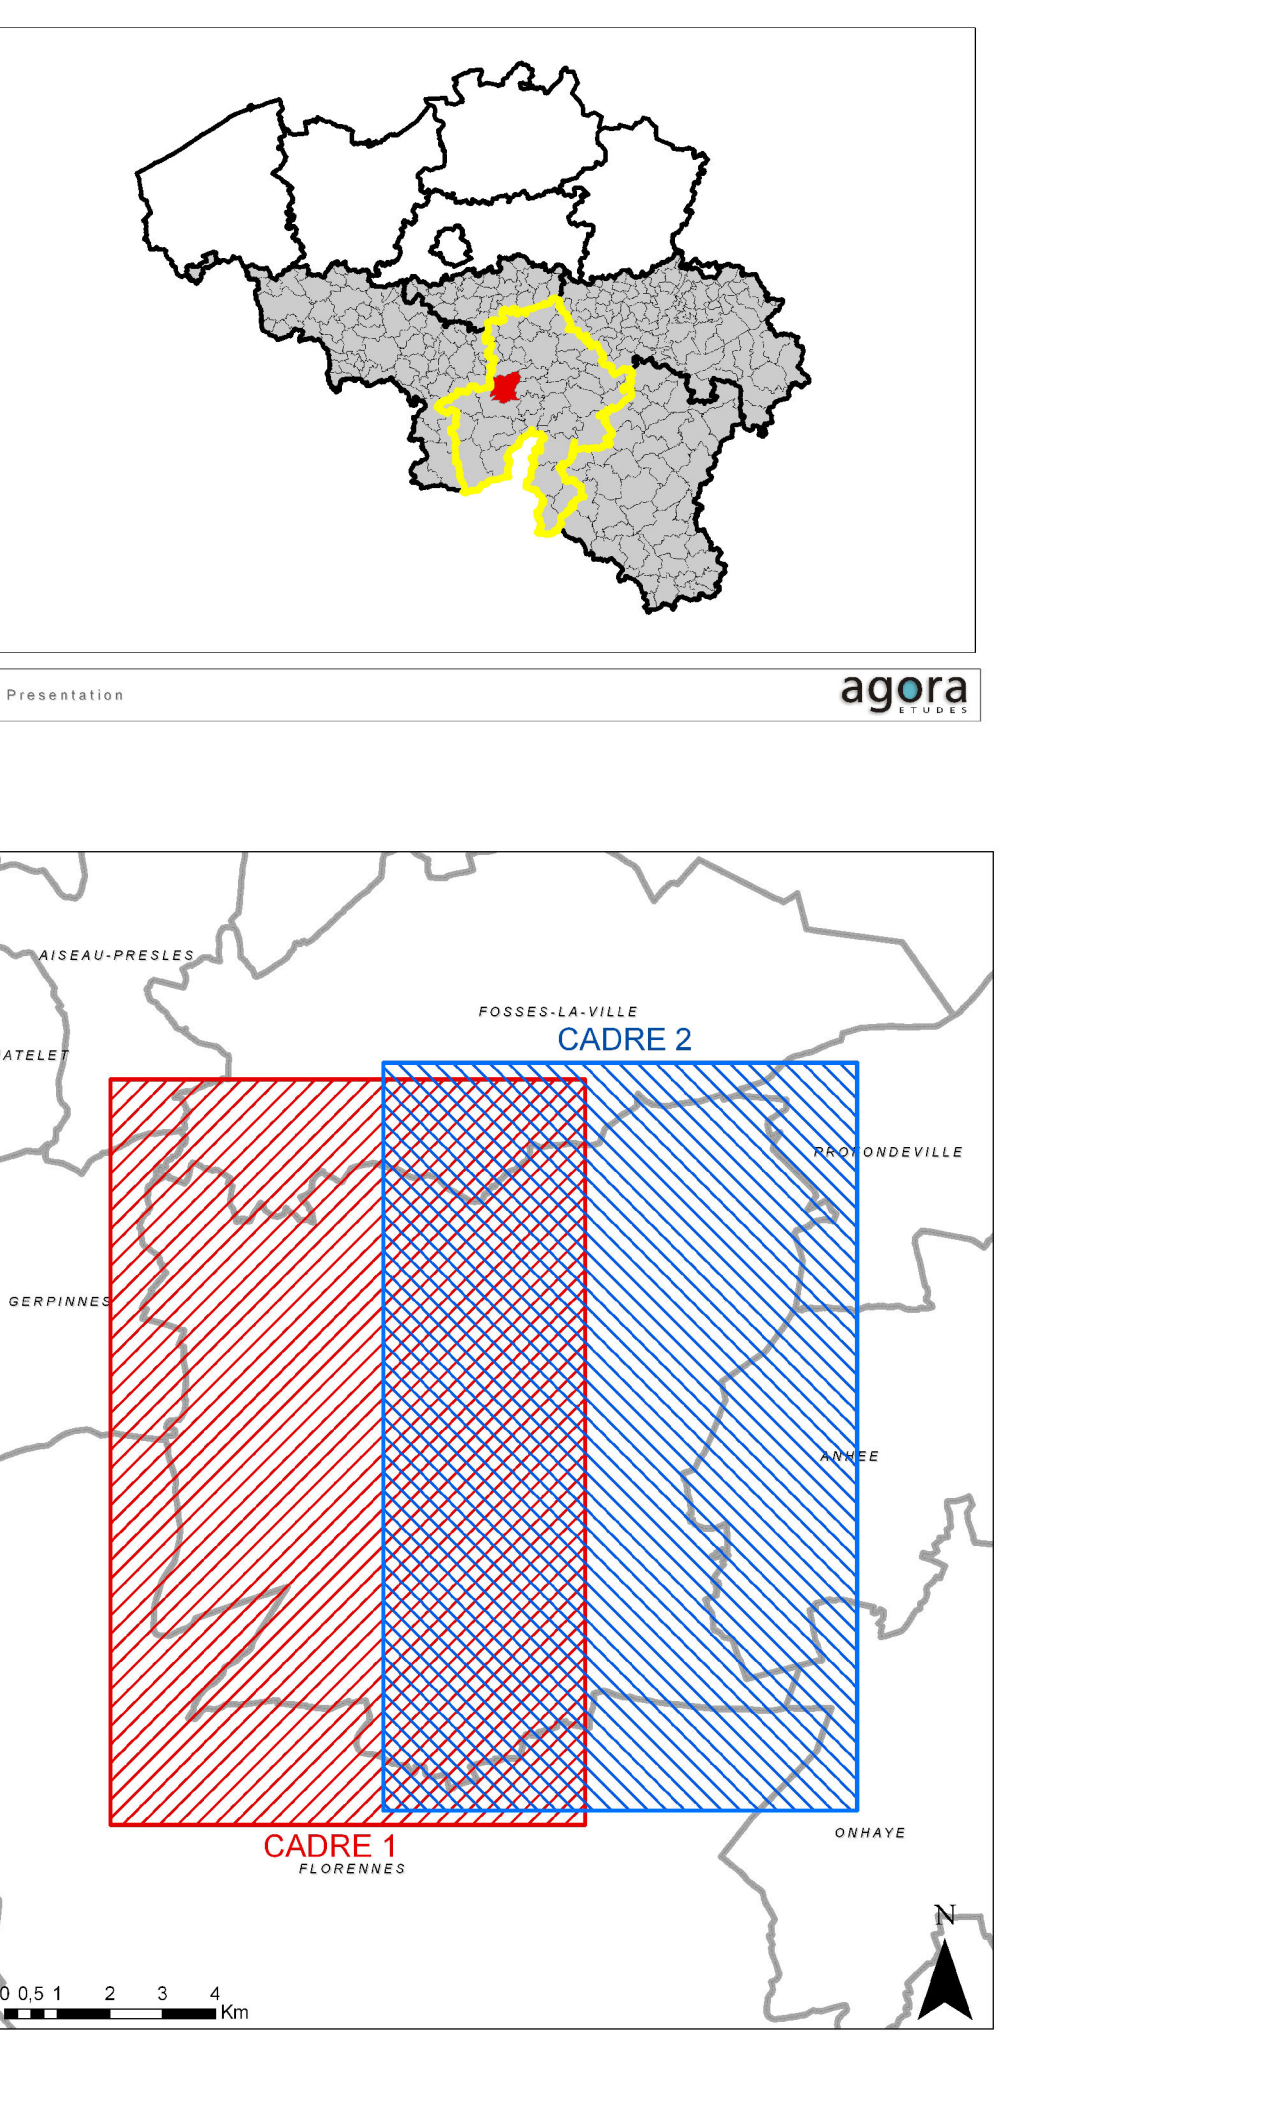 Presentation
agora
ETUDES
AISEAU-PRESLES
FOSSES-LA-VILLE
CADRE 2
ATELET
PROFONDEVILLE
GERPINNES
ANHEE
ONHAYE
CADRE 1
FLORENNES
N
0 0,5 1 2 3 4
Km